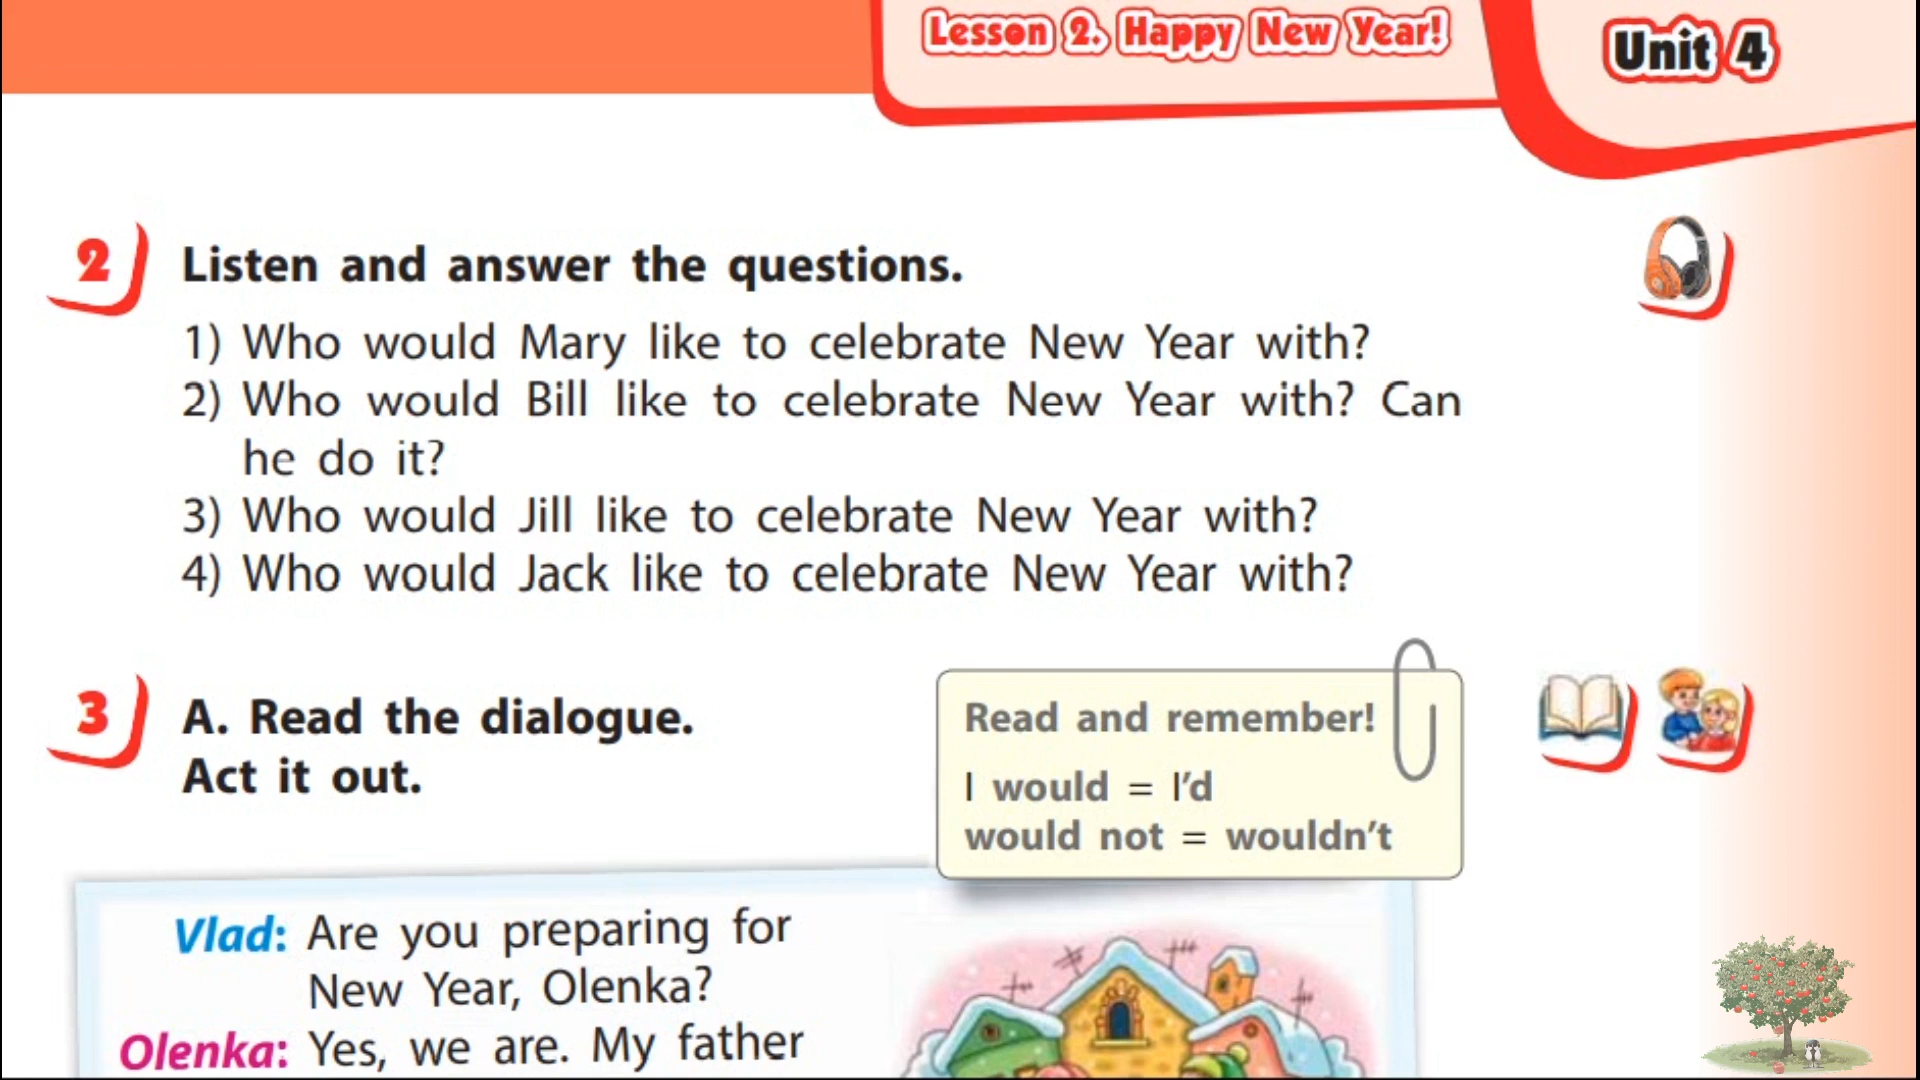 Lesson 2. Happy New Year!
Unit 4
2
Listen and answer the questions.
1) Who would Mary like to celebrate New Year with?
2) Who would Bill like to celebrate New Year with? Can
he do it?
3) Who would Jill like to celebrate New Year with?
4) Who would Jack like to celebrate New Year with?
3
A. Read the dialogue.
Act it out.
Read and remember!
I would = I’d
would not = wouldn’t
Vlad: Are you preparing for
New Year, Olenka?
Olenka: Yes, we are. My father